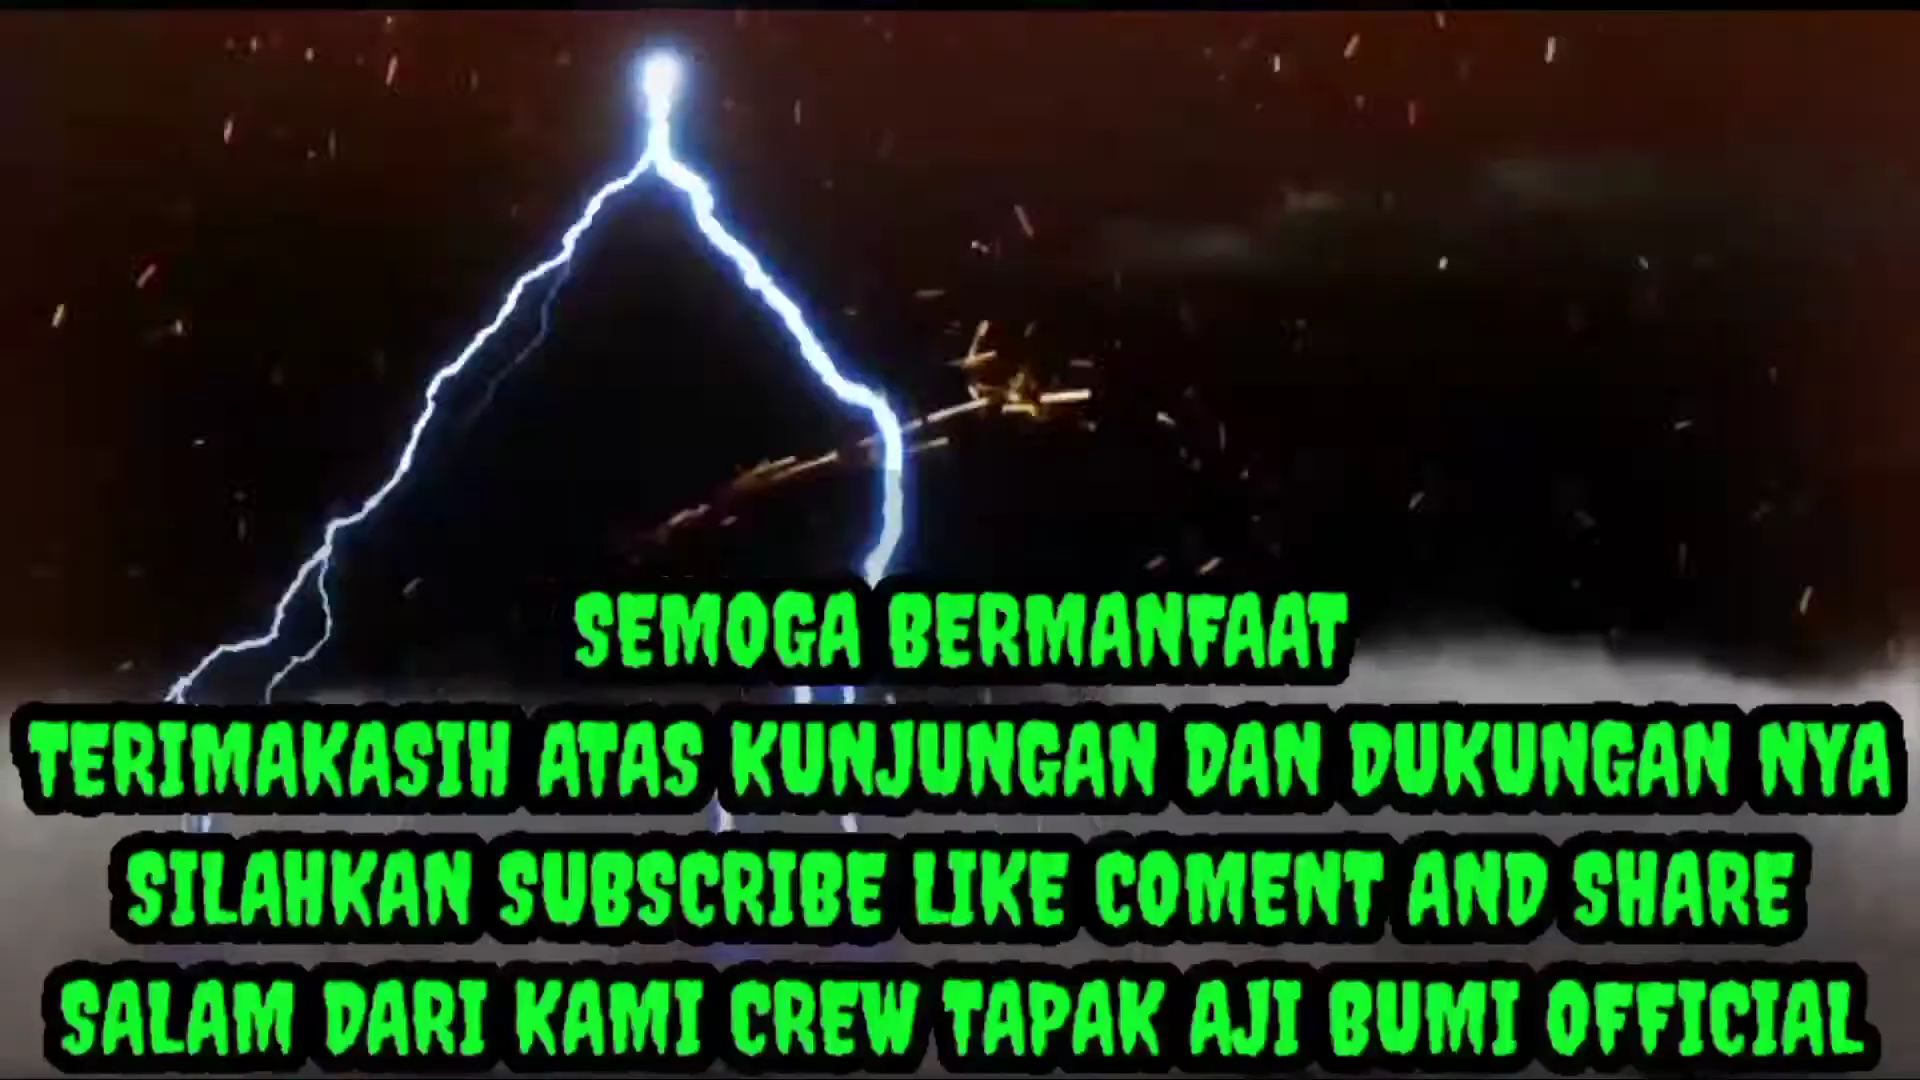 SEMOGA BERMANFAAT
TERIMAKASIH ATAS KUNJUNGAN DAN DUKUNGAN NYA
SILAHKAN SUBSCRIBE LIKE COMENT AND SHARE
SALAM DARI KAMI CREW TAPAK AJI BUMI OFFICIAL